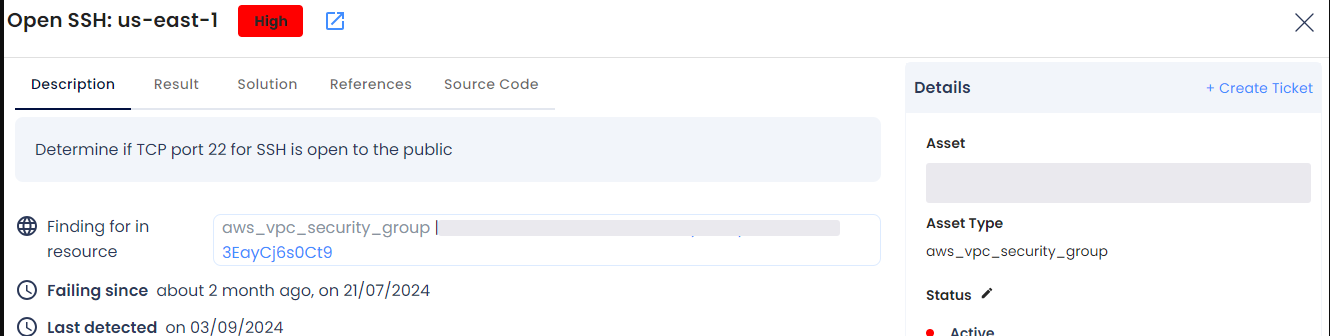 Open SSH: us-east-1 High
Description Result Solution References Source Code
Determine if TCP port 22 for SSH is open to the public
Finding for in resource
aws_vpc_security_group |
3EayCj6s0Ct9
Failing since about 2 month ago, on 21/07/2024
Last detected on 03/09/2024
Details + Create Ticket
Asset
Asset Type
aws_vpc_security_group
Status
Active